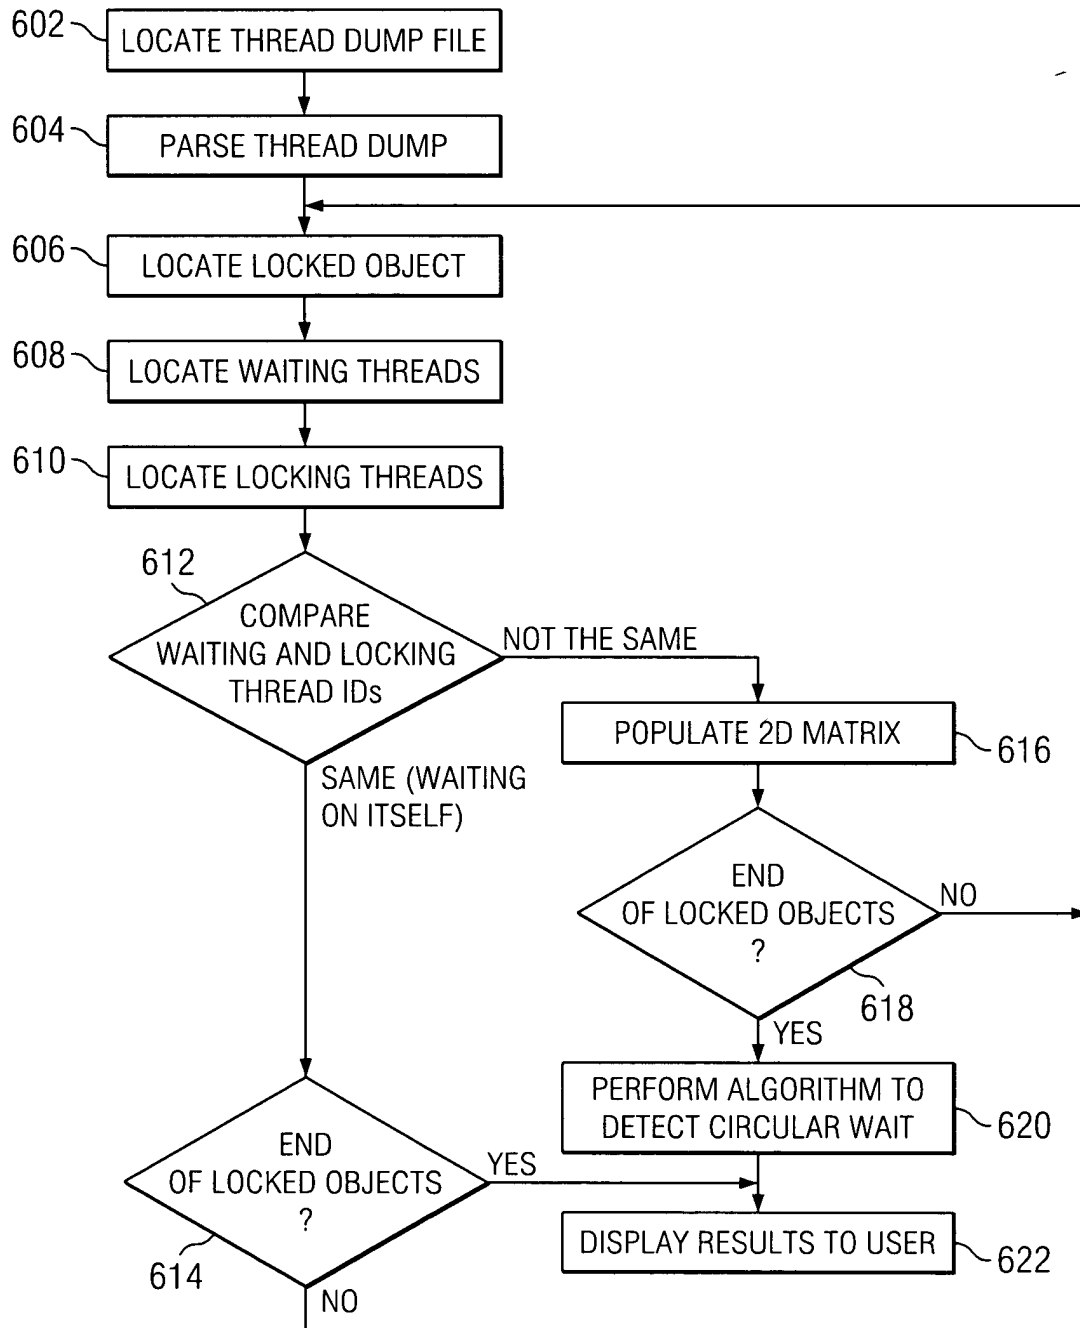 602
LOCATE THREAD DUMP FILE
604
PARSE THREAD DUMP
606
LOCATE LOCKED OBJECT
608
LOCATE WAITING THREADS
610
LOCATE LOCKING THREADS
612
COMPARE
WAITING AND LOCKING
THREAD IDs
NOT THE SAME
SAME (WAITING
ON ITSELF)
POPULATE 2D MATRIX
616
END
OF LOCKED OBJECTS
?
NO
618
YES
PERFORM ALGORITHM TO
DETECT CIRCULAR WAIT
620
END
OF LOCKED OBJECTS
?
YES
614
NO
DISPLAY RESULTS TO USER
622